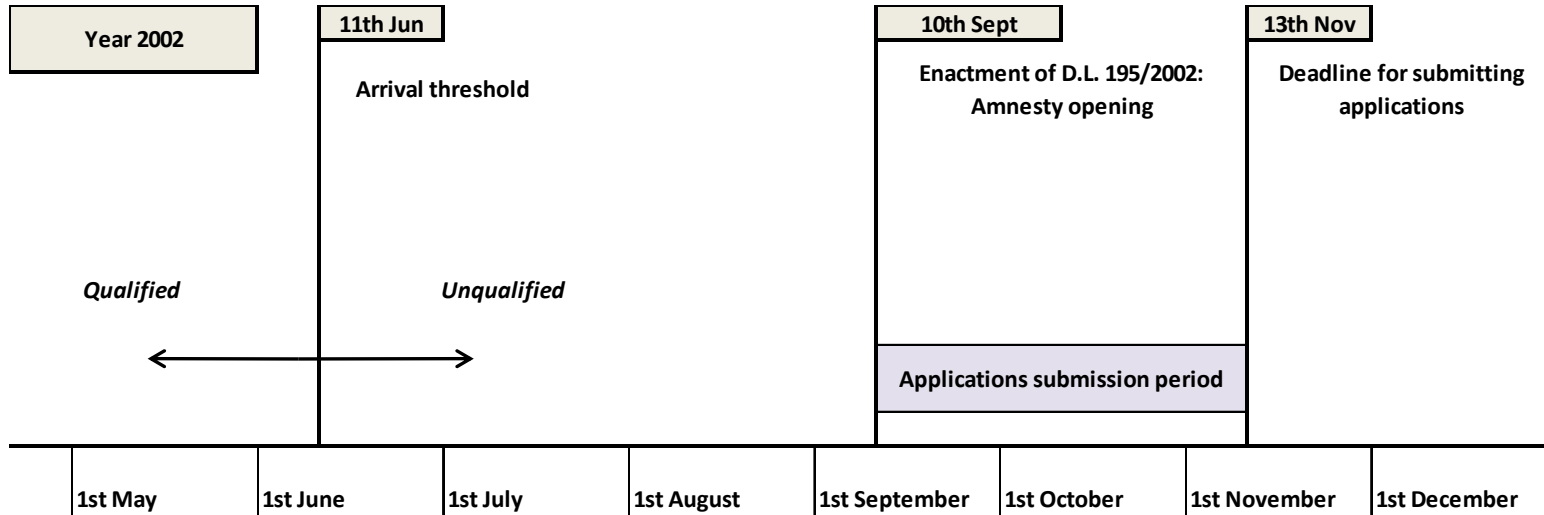 Year 2002
11th Jun
Arrival threshold
10th Sept
Enactment of D.L. 195/2002:
Amnesty opening
13th Nov
Deadline for submitting
applications
Qualified
Unqualified
Applications submission period
1st May
1st June
1st July
1st August
1st September
1st October
1st November
1st December